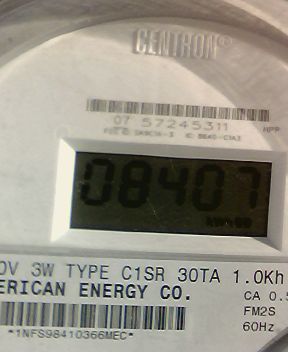 CENTRON®
07 57245311
08407
0V 3W TYPE C1SR 30TA 1.0Kh
ERICAN ENERGY CO.
CA 0.5
FM2S
60Hz
*1NFS98410366MEC*